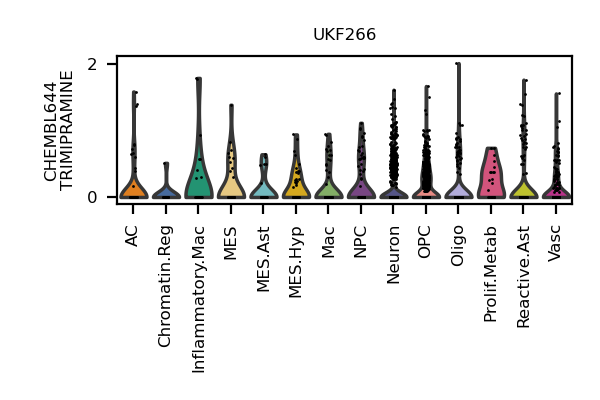 UKF266
CHEMBL644
TRIMIPRAMINE
2
0
AC
Chromatin.Reg
Inflammatory.Mac
MES
MES.Ast
MES.Hyp
Mac
NPC
Neuron
OPC
Oligo
Prolif.Metab
Reactive.Ast
Vasc